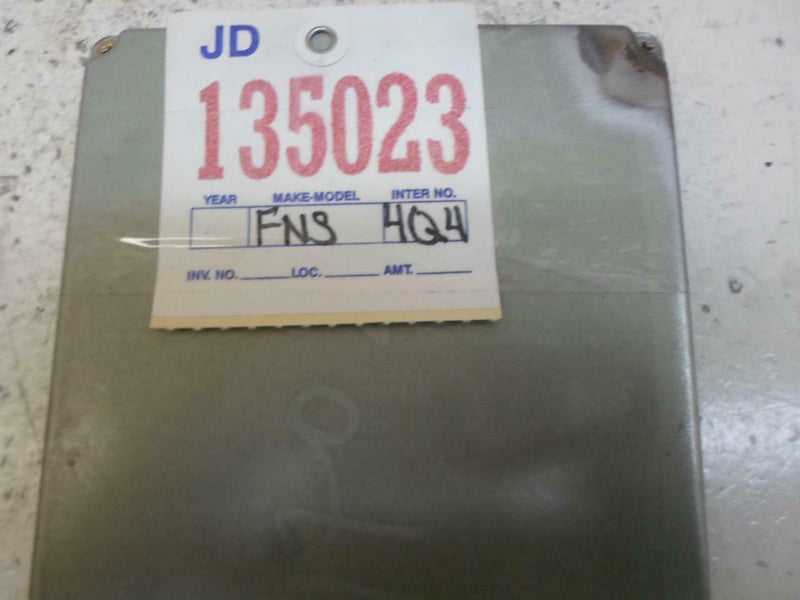 JD
135023
YEAR MAKE-MODEL INTER NO.
FNS 4Q4
INV. NO. LOC. AMT.